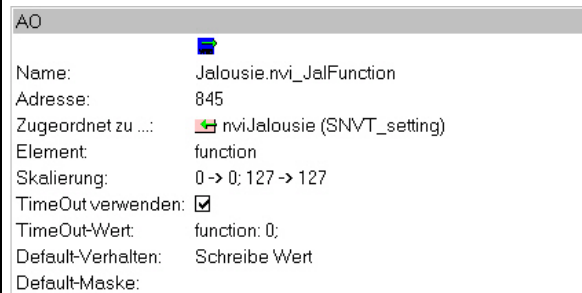 AO
Name: Jalousie.nvi_JalFunction
Adresse: 845
Zugeordnet zu ...: nviJalousie (SNVT_setting)
Element: function
Skalierung: 0 -> 0; 127 -> 127
TimeOut verwenden:
TimeOut-Wert: function: 0;
Default-Verhalten: Schreibe Wert
Default-Maske: